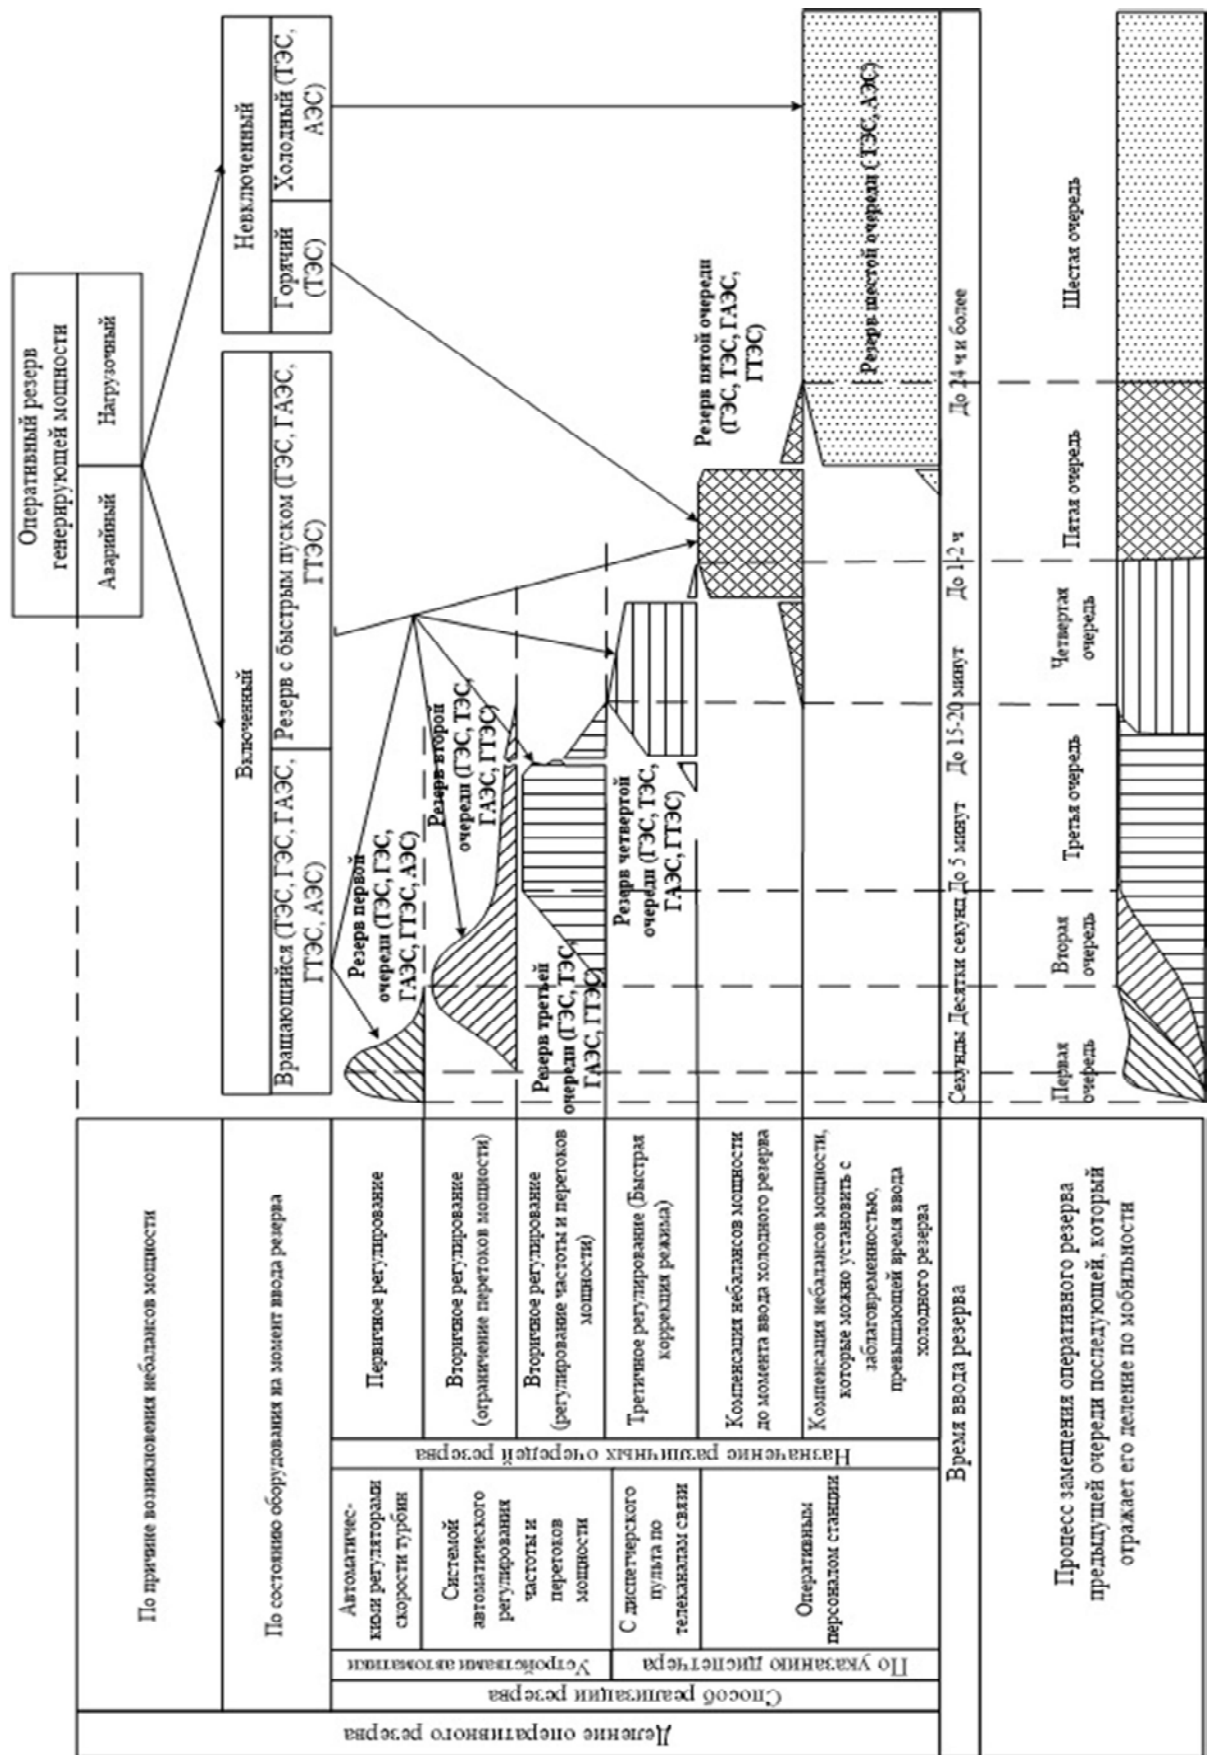 Оперативный резерв
генерирующей мощности
Аварийный
Нагрузочный
Включенный
Невключенный
Вращающийся (ТЭС, ГЭС, ГАЭС,
ГТЭС, АЭС)
Резерв с быстрым пуском (ГЭС, ГАЭС,
ГТЭС)
Горячий
(ТЭС)
Холодный (ТЭС,
АЭС)
Резерв первой
очереди (ТЭС, ГЭС,
ГАЭС, ГТЭС, АЭС)
Резерв второй
очереди (ГЭС, ТЭС,
ГАЭС, ГТЭС)
Резерв третьей
очереди (ГЭС, ТЭС,
ГАЭС, ГТЭС)
Резерв четвертой
очереди (ГЭС, ТЭС,
ГАЭС, ГТЭС)
Резерв пятой очереди
(ГЭС, ТЭС, ГАЭС,
ГТЭС)
Резерв шестой очереди (ТЭС, АЭС)
Секунды
Десятки секунд
До 5 минут
До 15-20 минут
До 1-2 ч
До 24 ч и более
Первая
очередь
Вторая
очередь
Третья очередь
Четвертая
очередь
Пятая очередь
Шестая очередь
По причине возникновения небалансов мощности
По состоянию оборудования на момент ввода резерва
Первичное регулирование
Вторичное регулирование
(ограничение перетоков мощности)
Вторичное регулирование
(регулирование частоты и перетоков
мощности)
Третичное регулирование (Быстрая
коррекция режима)
Компенсация небалансов мощности
до момента ввода холодного резерва
Компенсация небалансов мощности,
которые можно установить с
заблаговременностью,
превышающей время ввода
холодного резерва
Назначение различных очередей резерва
Автоматичес-
кими регуляторами
скорости турбин
Системой
автоматического
регулирования
частоты и
перетоков
мощности
С диспетчерского
пульта по
телеканалам связи
Оперативным
персоналом станции
Устройствами автоматики
По указанию диспетчера
Способ реализации резерва
Деление оперативного резерва
Время ввода резерва
Процесс замещения оперативного резерва
предыдущей очереди последующей, который
отражает его деление по мобильности